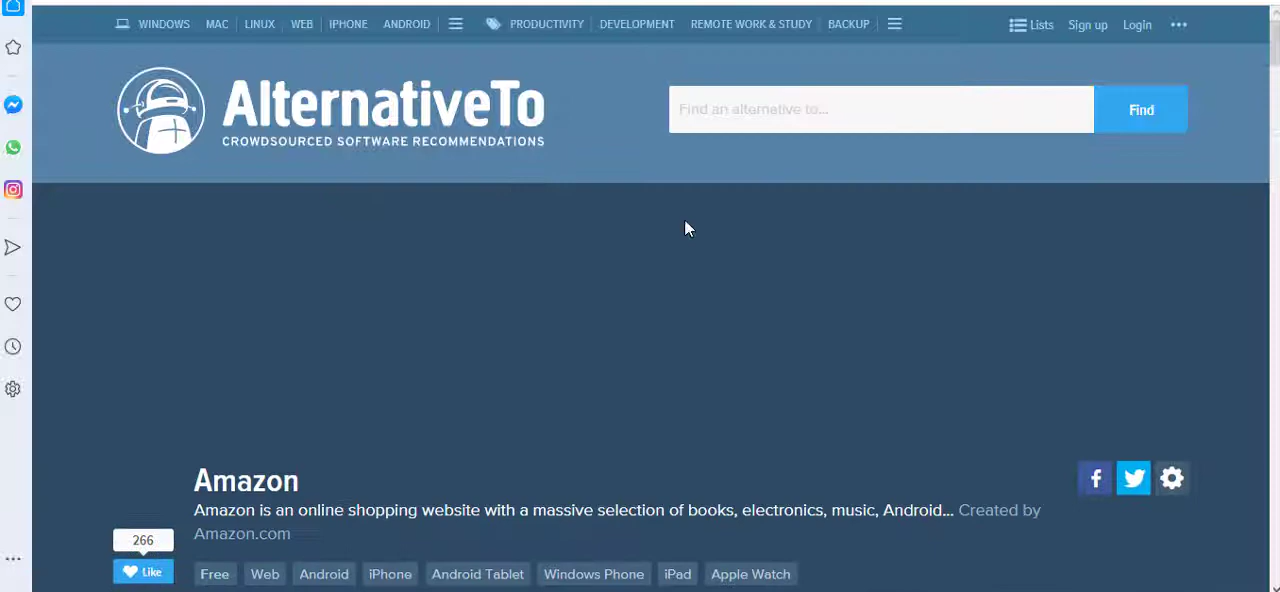 WINDOWS MAC LINUX WEB IPHONE ANDROID PRODUCTIVITY DEVELOPMENT REMOTE WORK & STUDY BACKUP Lists Sign up Login
AlternativeTo
CROWDSOURCED SOFTWARE RECOMMENDATIONS
Find an alternative to...
Find
Amazon
Amazon is an online shopping website with a massive selection of books, electronics, music, Android... Created by
Amazon.com
266
Like
Free Web Android iPhone Android Tablet Windows Phone iPad Apple Watch